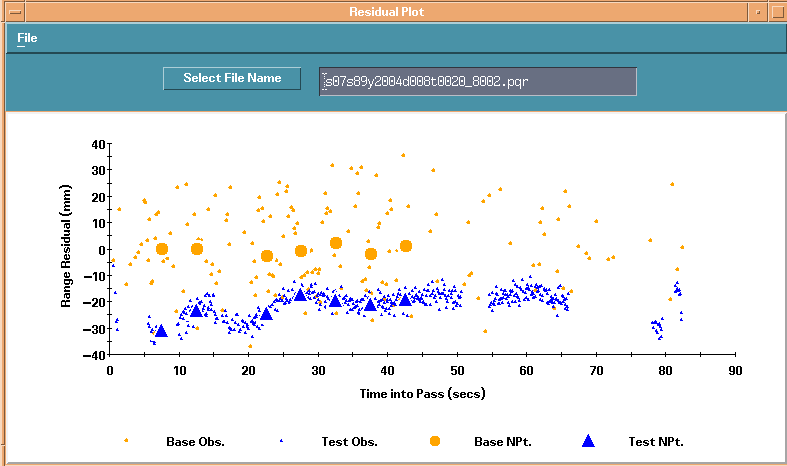 Residual Plot
File
Select File Name
s07s89y2004d008t0020_8002.pqr
40
30
20
10
0
-10
-20
-30
-40
Range Residual (mm)
0 10 20 30 40 50 60 70 80 90
Time into Pass (secs)
Base Obs. Test Obs. Base NPt. Test NPt.